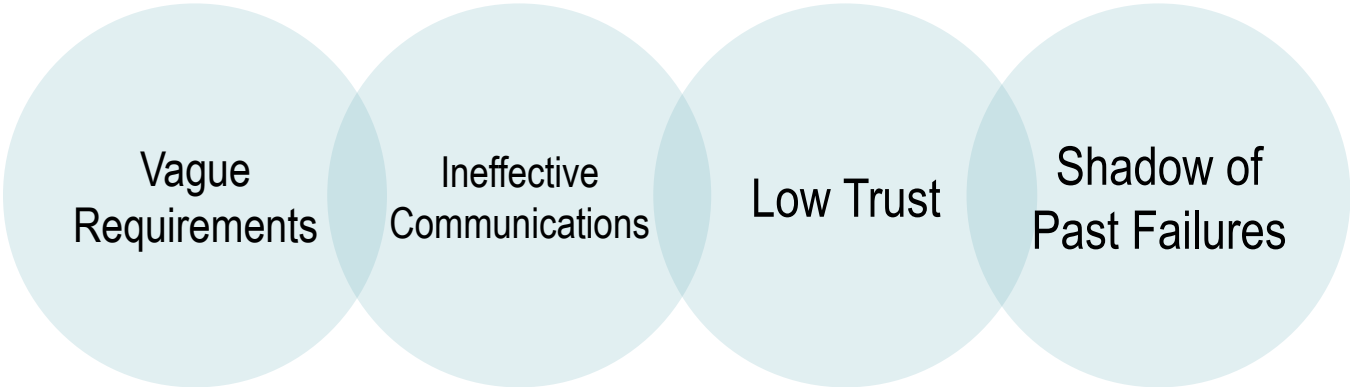 Vague
Requirements
Ineffective
Communications
Low Trust
Shadow of
Past Failures